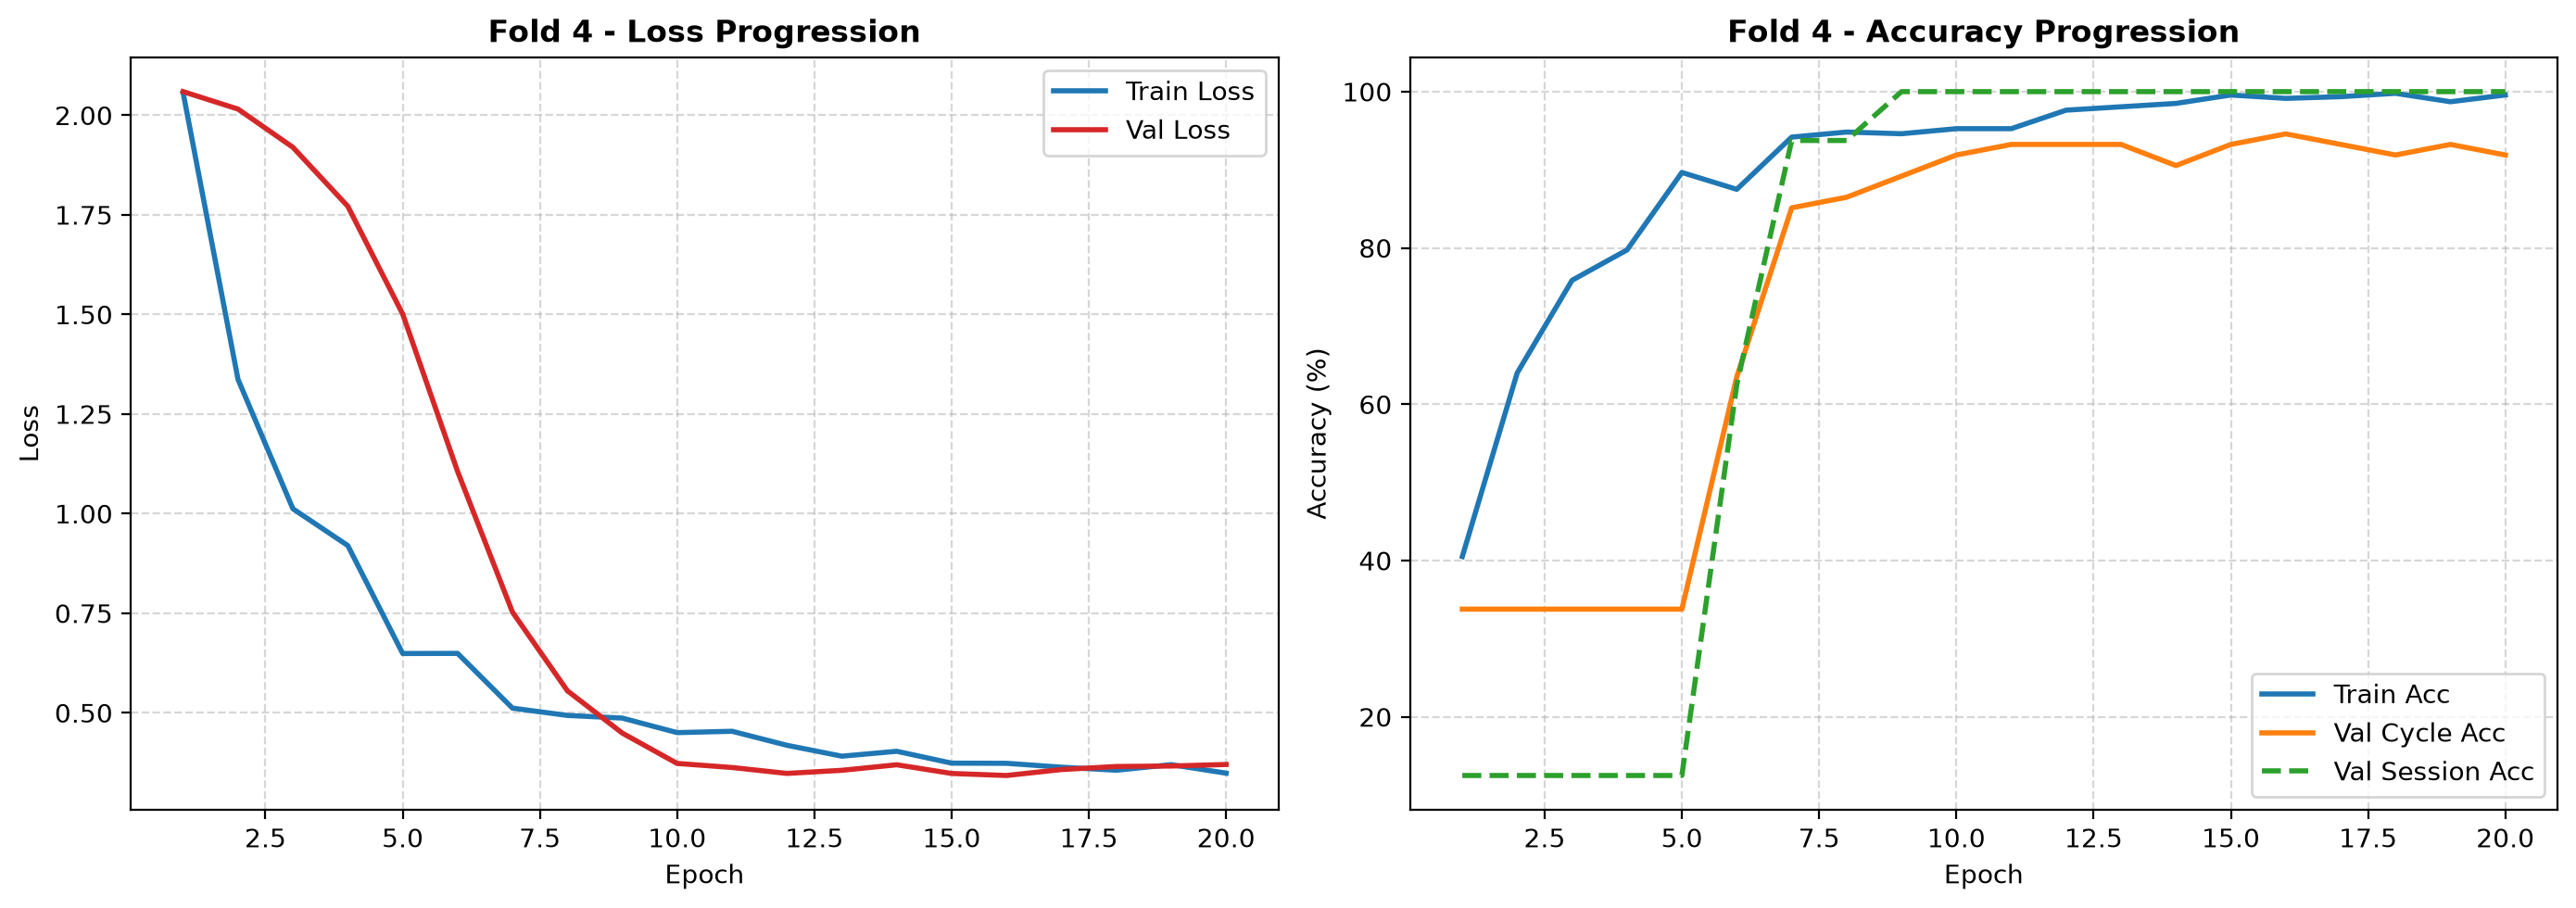 Fold 4 - Loss Progression
Train Loss
Val Loss
2.00
1.75
1.50
1.25
1.00
0.75
0.50
Loss
2.5 5.0 7.5 10.0 12.5 15.0 17.5 20.0
Epoch
Fold 4 - Accuracy Progression
100
80
60
40
20
Accuracy (%)
Train Acc
Val Cycle Acc
Val Session Acc
2.5 5.0 7.5 10.0 12.5 15.0 17.5 20.0
Epoch